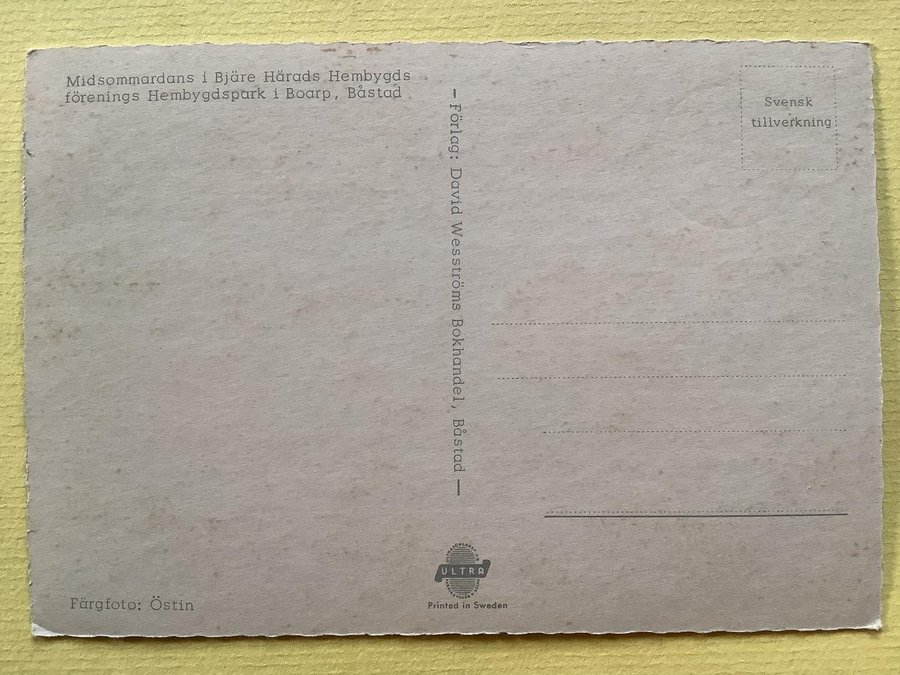 Midsommardans i Bjäre Härads Hembygds
förenings Hembygdspark i Boarp, Båstad
— Förlag: David Wesströms Bokhandel, Båstad —
Svensk
tillverkning
Färgfoto: Östin
ULTRA
Printed in Sweden